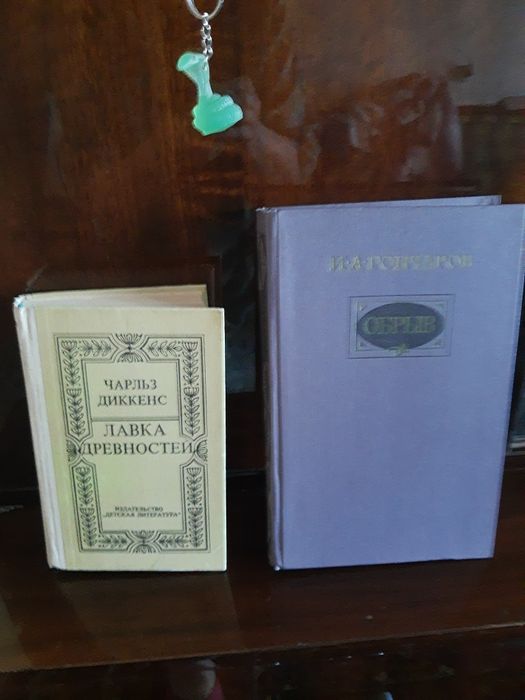 ЧАРЛЬЗ
ДИККЕНС
ЛАВКА
ДРЕВНОСТЕЙ
ИЗДАТЕЛЬСТВО
„ДЕТСКАЯ ЛИТЕРАТУРА"
И·А·ГОНЧАРОВ
ОБРЫВ